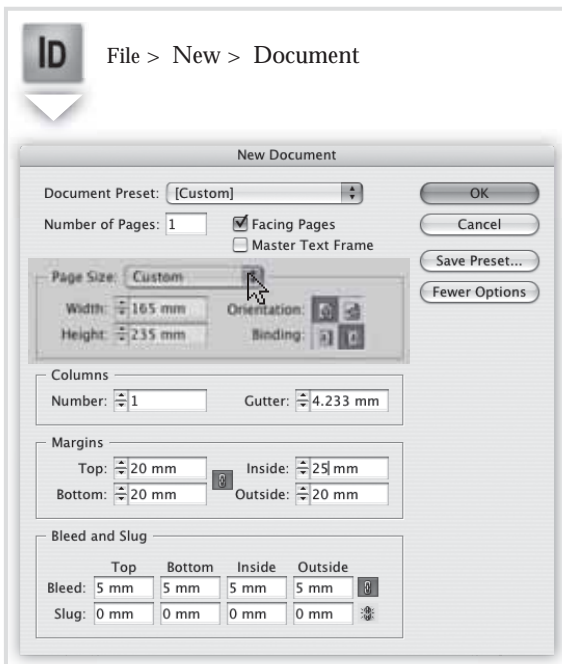 ID
File > New > Document
New Document
Document Preset: [Custom]
OK
Number of Pages: 1
Facing Pages
Cancel
Master Text Frame
Save Preset...
Page Size: Custom
Fewer Options
Width: 165 mm
Orientation:
Height: 235 mm
Binding:
Columns
Number: 1
Gutter: 4.233 mm
Margins
Top: 20 mm
Inside: 25 mm
Bottom: 20 mm
Outside: 20 mm
Bleed and Slug
Top Bottom Inside Outside
Bleed: 5 mm 5 mm 5 mm 5 mm
Slug: 0 mm 0 mm 0 mm 0 mm